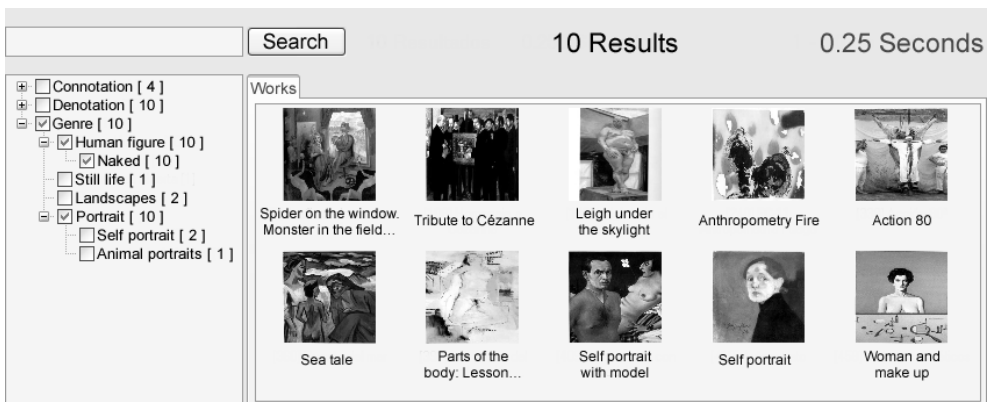 Search
10 Results
0.25 Seconds
Connotation [ 4 ]
Denotation [ 10 ]
Genre [ 10 ]
Human figure [ 10 ]
Naked [ 10 ]
Still life [ 1 ]
Landscapes [ 2 ]
Portrait [ 10 ]
Self portrait [ 2 ]
Animal portraits [ 1 ]
Works
Spider on the window.
Monster in the field...
Tribute to Cézanne
Leigh under
the skylight
Anthropometry Fire
Action 80
Sea tale
Parts of the
body: Lesson...
Self portrait
with model
Self portrait
Woman and
make up